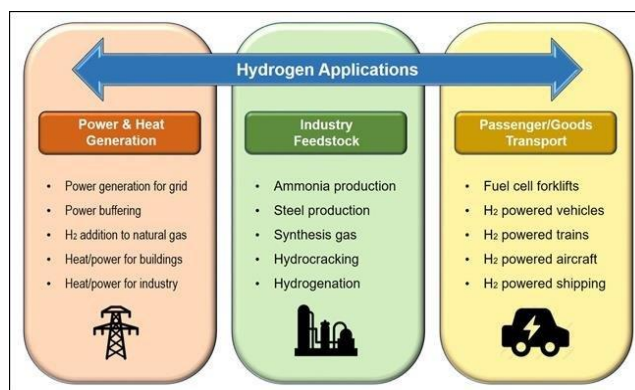 Hydrogen Applications
Power & Heat
Generation
• Power generation for grid
• Power buffering
• H₂ addition to natural gas
• Heat/power for buildings
• Heat/power for industry
Industry
Feedstock
• Ammonia production
• Steel production
• Synthesis gas
• Hydrocracking
• Hydrogenation
Passenger/Goods
Transport
• Fuel cell forklifts
• H₂ powered vehicles
• H₂ powered trains
• H₂ powered aircraft
• H₂ powered shipping